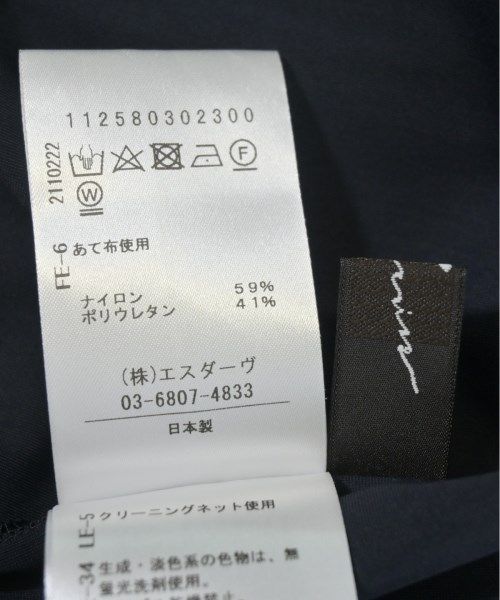 112580302300
2110222
F
W
FE-6 あて布使用
ナイロン 59%
ポリウレタン 41%
(株)エスダーヴ
03-6807-4833
日本製
LE-5 クリーニングネット使用
-34 生成・淡色系の色物は、無
蛍光洗剤使用。